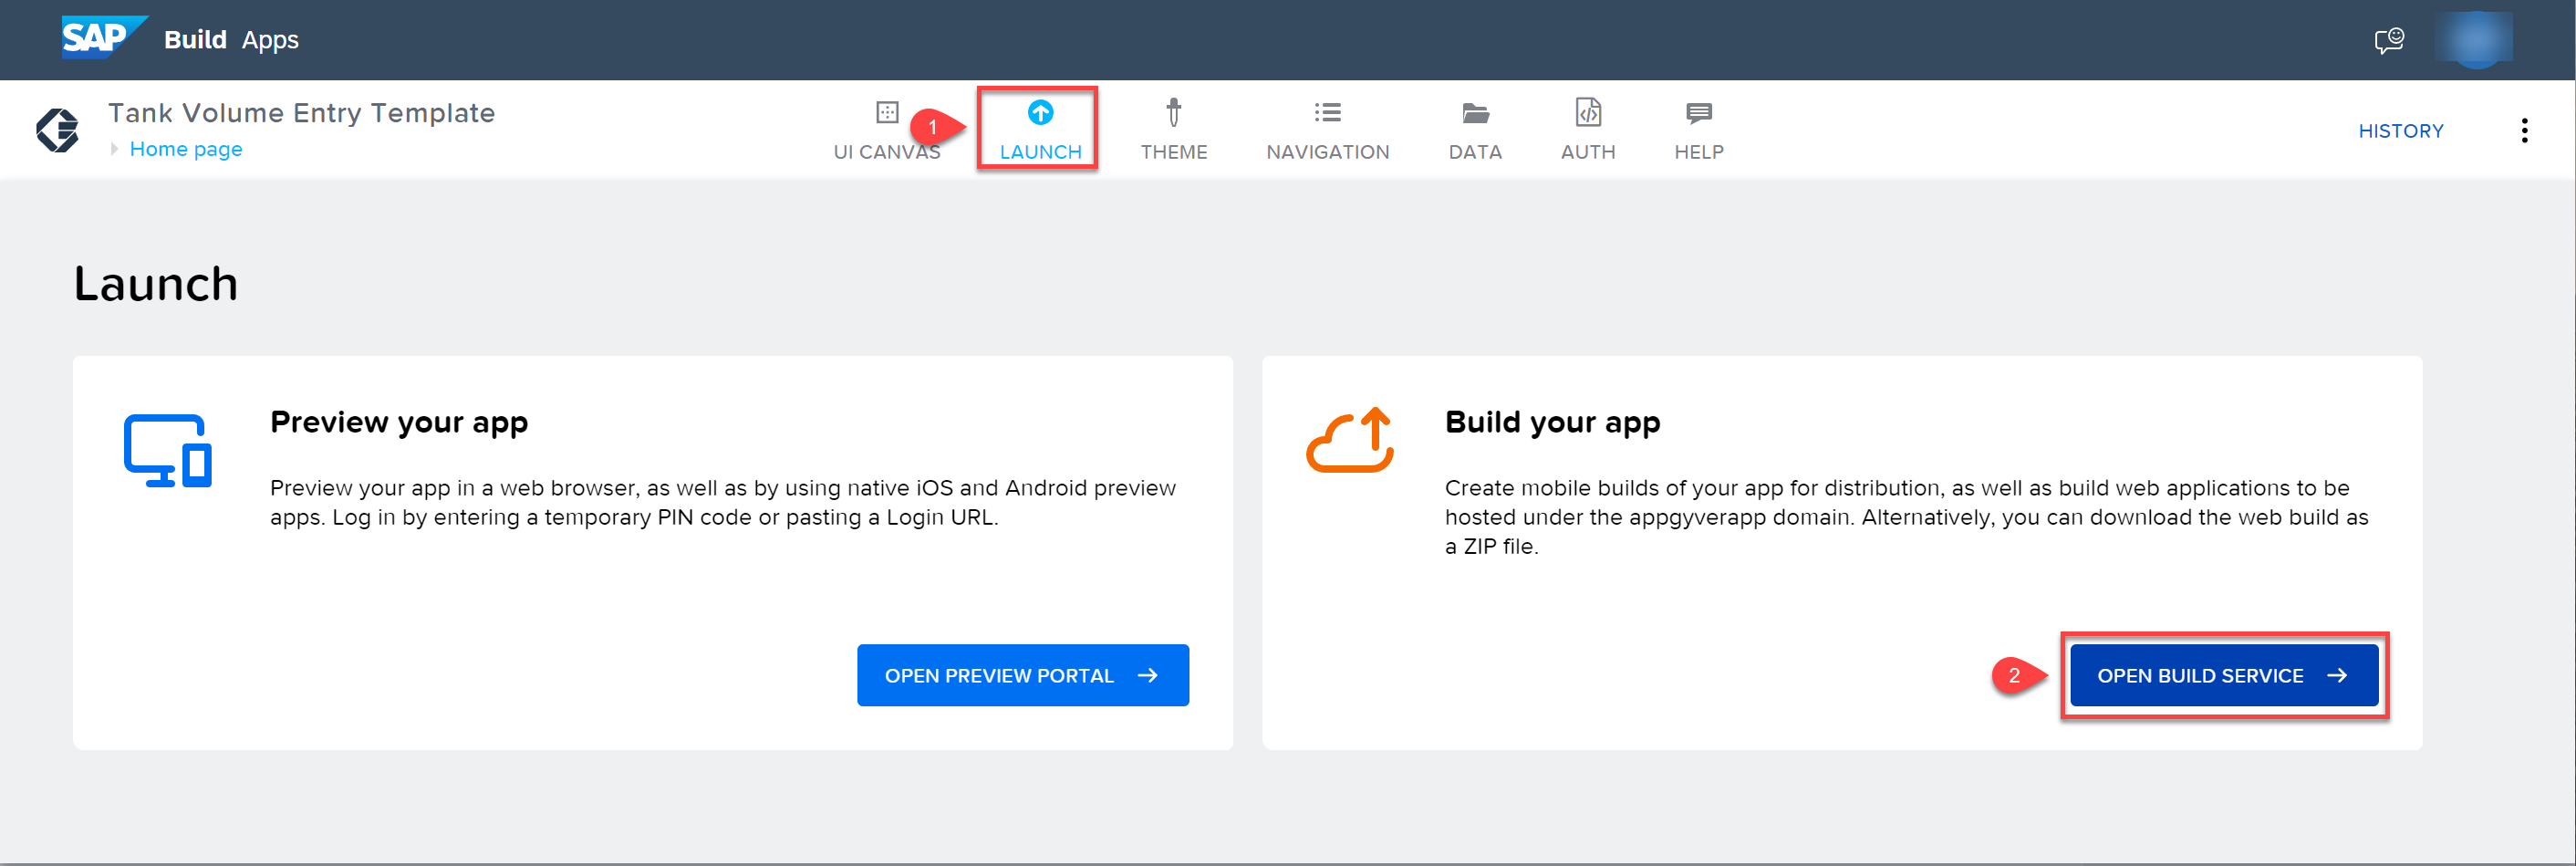 SAP Build Apps
Tank Volume Entry Template
Home page
UI CANVAS
1
LAUNCH
THEME
NAVIGATION
DATA
AUTH
HELP
HISTORY
Launch
Preview your app
Preview your app in a web browser, as well as by using native iOS and Android preview
apps. Log in by entering a temporary PIN code or pasting a Login URL.
OPEN PREVIEW PORTAL
Build your app
Create mobile builds of your app for distribution, as well as build web applications to be
hosted under the appgyverapp domain. Alternatively, you can download the web build as
a ZIP file.
2
OPEN BUILD SERVICE